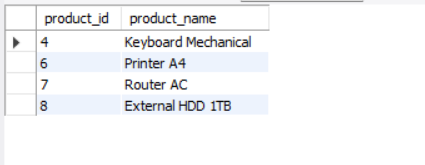 product_id product_name
4 Keyboard Mechanical
6 Printer A4
7 Router AC
8 External HDD 1TB